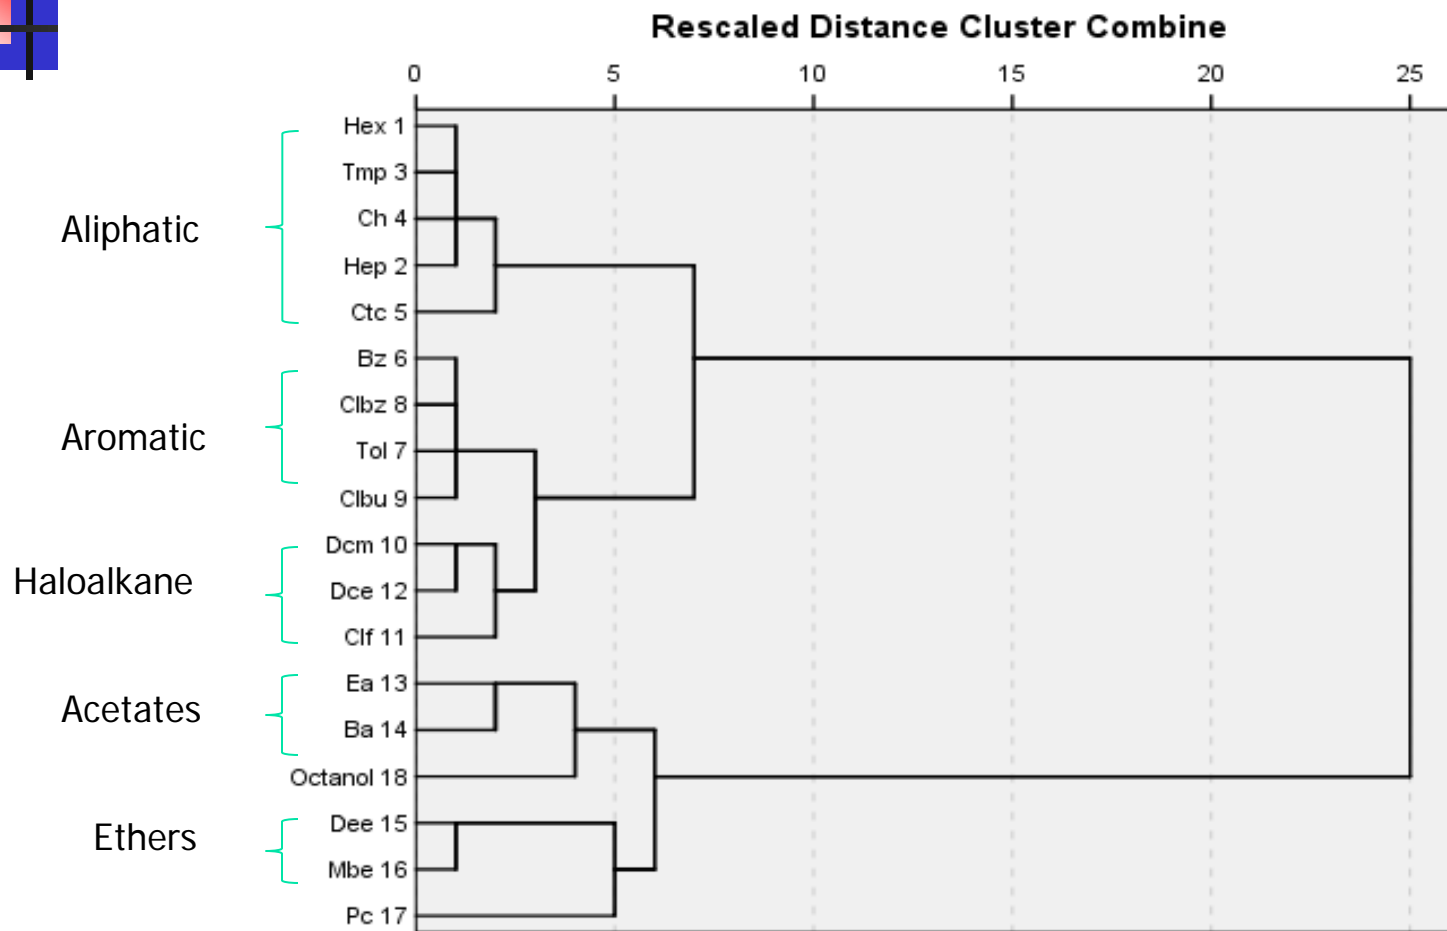 Rescaled Distance Cluster Combine
0 5 10 15 20 25
Aliphatic
Hex 1
Tmp 3
Ch 4
Hep 2
Ctc 5
Aromatic
Bz 6
Clbz 8
Tol 7
Clbu 9
Haloalkane
Dcm 10
Dce 12
Clf 11
Acetates
Ea 13
Ba 14
Octanol 18
Ethers
Dee 15
Mbe 16
Pc 17